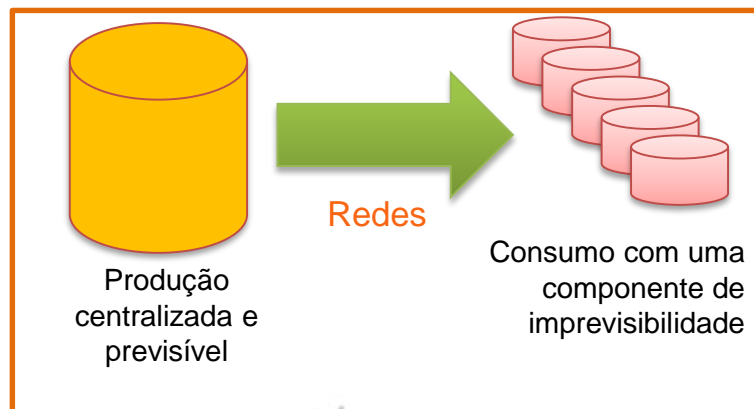 Redes
Produção
centralizada e
previsível
Consumo com uma
componente de
imprevisibilidade